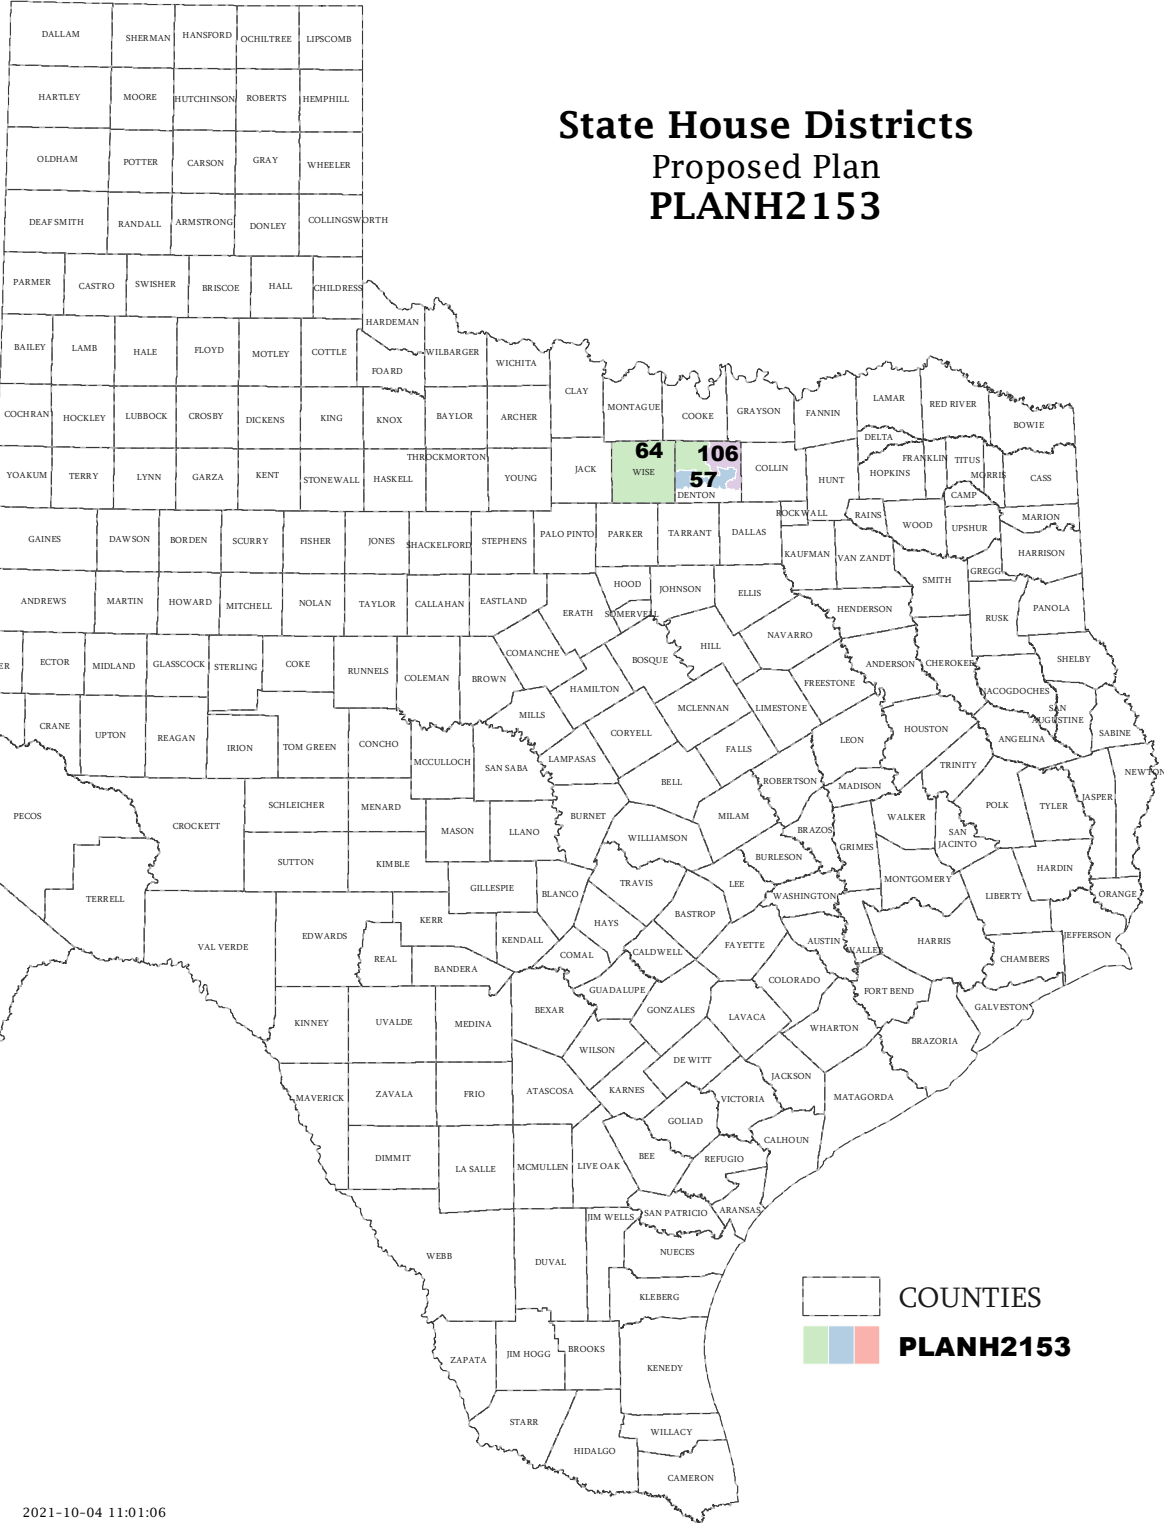 State House Districts
Proposed Plan
PLANH2153
DALLAM SHERMAN HANSFORD OCHILTREE LIPSCOMB
HARTLEY MOORE HUTCHINSON ROBERTS HEMPHILL
OLDHAM POTTER CARSON GRAY WHEELER
DEAF SMITH RANDALL ARMSTRONG DONLEY COLLINGSWORTH
PARMER CASTRO SWISHER BRISCOE HALL CHILDRESS
HARDEMAN
BAILEY LAMB HALE FLOYD MOTLEY COTTLE FOARD WILBARGER WICHITA
CLAY MONTAGUE COOKE GRAYSON FANNIN LAMAR RED RIVER BOWIE
COCHRAN HOCKLEY LUBBOCK CROSBY DICKENS KING KNOX BAYLOR ARCHER
DELTA
64 106
57
YOAKUM TERRY LYNN GARZA KENT STONEWALL HASKELL THROCKMORTON YOUNG JACK WISE DENTON COLLIN HUNT HOPKINS FRANKLIN TITUS MORRIS CASS
CAMP
ROCKWALL RAINS WOOD UPSHUR MARION
GAINES DAWSON BORDEN SCURRY FISHER JONES SHACKELFORD STEPHENS PALO PINTO PARKER TARRANT DALLAS KAUFMAN VAN ZANDT HARRISON
GREGG
SMITH
ANDREWS MARTIN HOWARD MITCHELL NOLAN TAYLOR CALLAHAN EASTLAND ERATH HOOD SOMERVELL JOHNSON ELLIS HENDERSON RUSK PANOLA
NAVARRO
ER ECTOR MIDLAND GLASSCOCK STERLING COKE RUNNELS COLEMAN BROWN COMANCHE BOSQUE HILL ANDERSON CHEROKEE SHELBY
HAMILTON FREESTONE NACOGDOCHES
MILLS MCLENNAN LIMESTONE SAN
AUGUSTINE
CRANE UPTON REAGAN IRION TOM GREEN CONCHO CORYELL FALLS LEON HOUSTON ANGELINA SABINE
MCCULLOCH SAN SABA LAMPASAS TRINITY NEWTON
BELL ROBERTSON MADISON
PECOS CROCKETT SCHLEICHER MENARD BURNET MILAM WALKER POLK TYLER JASPER
MASON LLANO WILLIAMSON BRAZOS SAN
JACINTO
SUTTON KIMBLE BURLESON GRIMES
TERRELL GILLESPIE BLANCO TRAVIS LEE WASHINGTON MONTGOMERY LIBERTY HARDIN ORANGE
KERR HAYS BASTROP
VAL VERDE EDWARDS REAL BANDERA KENDALL COMAL CALDWELL FAYETTE AUSTIN WALLER HARRIS CHAMBERS JEFFERSON
GUADALUPE COLORADO FORT BEND
KINNEY UVALDE MEDINA BEXAR GONZALES LAVACA WHARTON GALVESTON
BRAZORIA
WILSON DE WITT
MAVERICK ZAVALA FRIO ATASCOSA KARNES JACKSON VICTORIA MATAGORDA
GOLIAD
CALHOUN
DIMMIT LA SALLE MCMULLEN LIVE OAK BEE REFUGIO
JIM WELLS SAN PATRICIO ARANSAS
WEBB DUVAL NUECES
KLEBERG
ZAPATA JIM HOGG BROOKS KENEDY
STARR HIDALGO WILLACY
CAMERON
COUNTIES
PLANH2153
2021-10-04 11:01:06